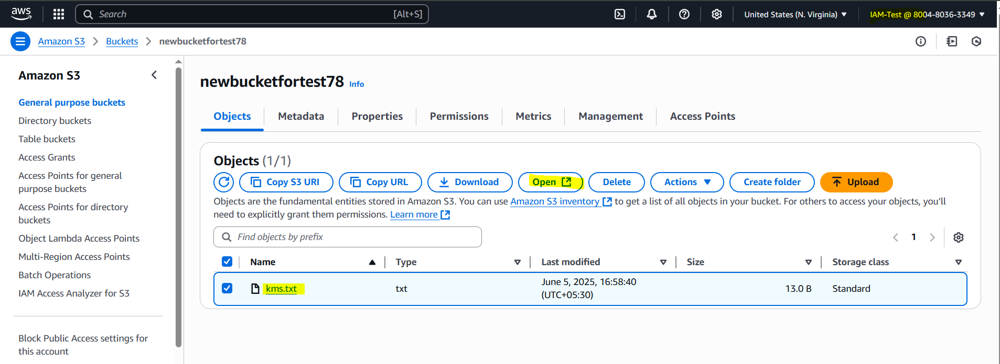 aws
Search [Alt+S]
United States (N. Virginia)
IAM-Test @ 8004-8036-3349
Amazon S3
Buckets
newbucketfortest78
Amazon S3
General purpose buckets
Directory buckets
Table buckets
Access Grants
Access Points for general
purpose buckets
Access Points for directory
buckets
Object Lambda Access Points
Multi-Region Access Points
Batch Operations
IAM Access Analyzer for S3
Block Public Access settings for
this account
newbucketfortest78 Info
Objects Metadata Properties Permissions Metrics Management Access Points
Objects (1/1)
Copy S3 URI Copy URL Download Open Delete Actions Create folder Upload
Objects are the fundamental entities stored in Amazon S3. You can use Amazon S3 inventory to get a list of all objects in your bucket. For others to access your objects, you'll
need to explicitly grant them permissions. Learn more
Find objects by prefix
1
Name Type Last modified Size Storage class
kms.txt txt June 5, 2025, 16:58:40 13.0 B Standard
(UTC+05:30)